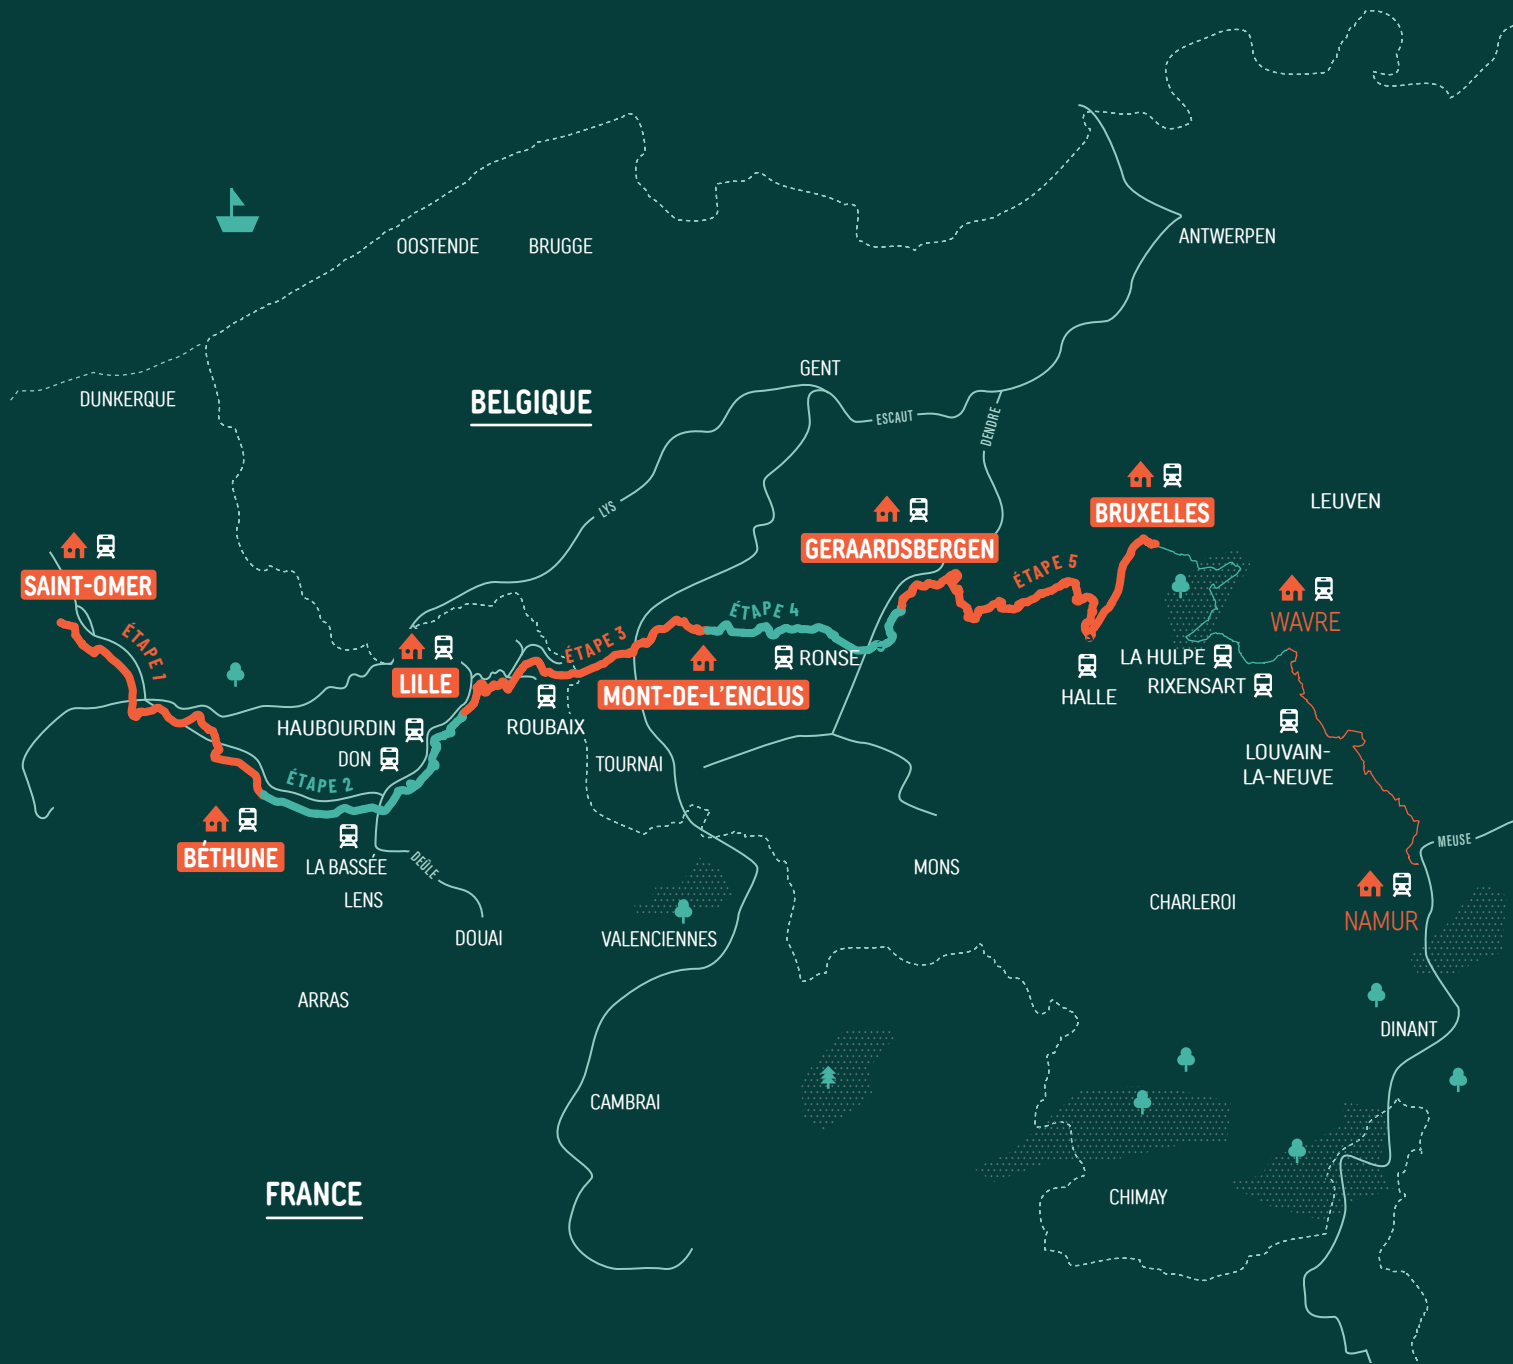 ANTWERPEN
OOSTENDE
BRUGGE
GENT
DUNKERQUE
BELGIQUE
ESCAUT
DENDRE
LYS
BRUXELLES
LEUVEN
GERAARDSBERGEN
SAINT-OMER
ÉTAPE 5
ÉTAPE 4
WAVRE
ÉTAPE 1
ÉTAPE 3
LILLE
MONT-DE-L'ENCLUS
RONSE
LA HULPE
RIXENSART
HALLE
HAUBOURDIN
ROUBAIX
DON
TOURNAI
LOUVAIN-
LA-NEUVE
ÉTAPE 2
BÉTHUNE
LA BASSÉE
DEÛLE
MEUSE
MONS
LENS
CHARLEROI
NAMUR
DOUAI
VALENCIENNES
ARRAS
DINANT
CAMBRAI
FRANCE
CHIMAY